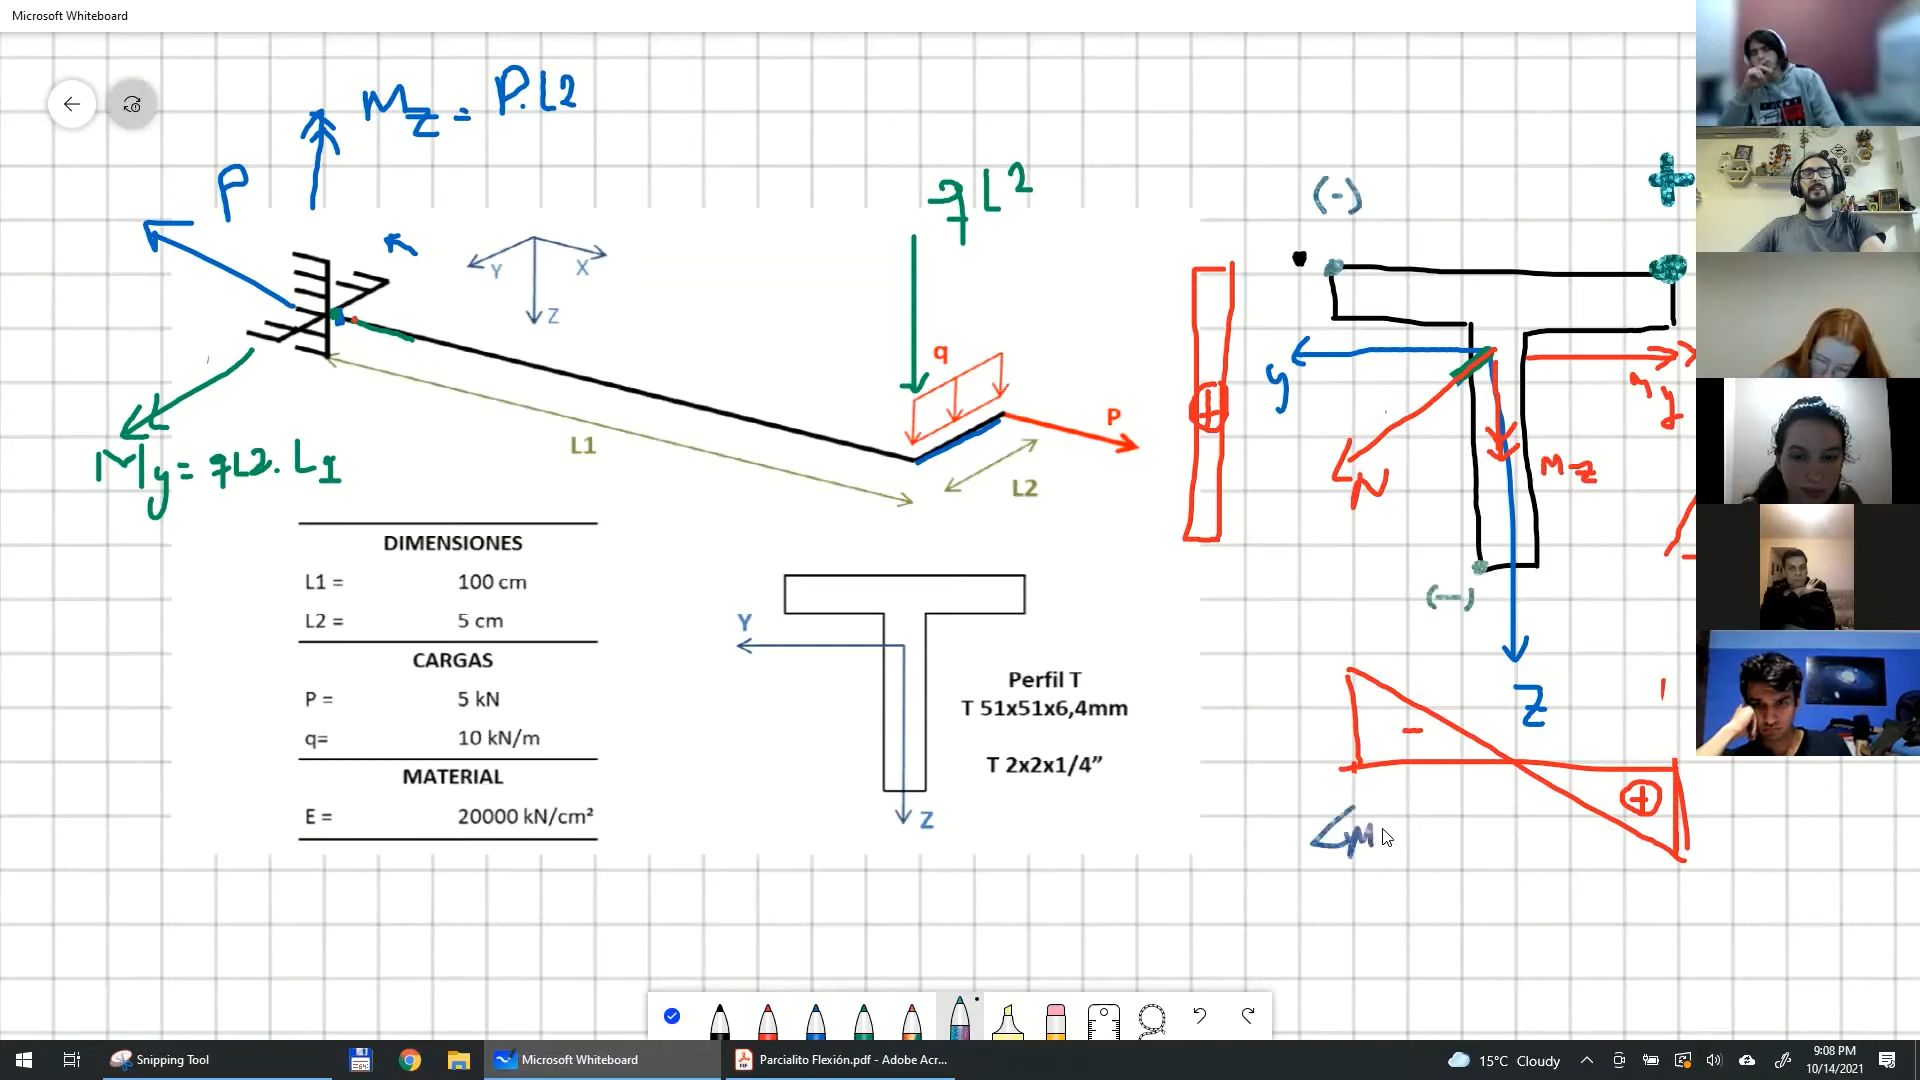 Microsoft Whiteboard
Mz = P.L2
P
qL2
(-)
+
Y
X
Z
q
P
L1
L2
My = qL2.L1
y
My
N
Mz
(-)
Z
-
+
+
DIMENSIONES
L1 = 100 cm
L2 = 5 cm
CARGAS
P = 5 kN
q= 10 kN/m
MATERIAL
E = 20000 kN/cm²
Y
Z
Perfil T
T 51x51x6,4mm
T 2x2x1/4”
Snipping Tool
Microsoft Whiteboard
Parcialito Flexión.pdf - Adobe Acr...
15°C Cloudy
9:08 PM
10/14/2021